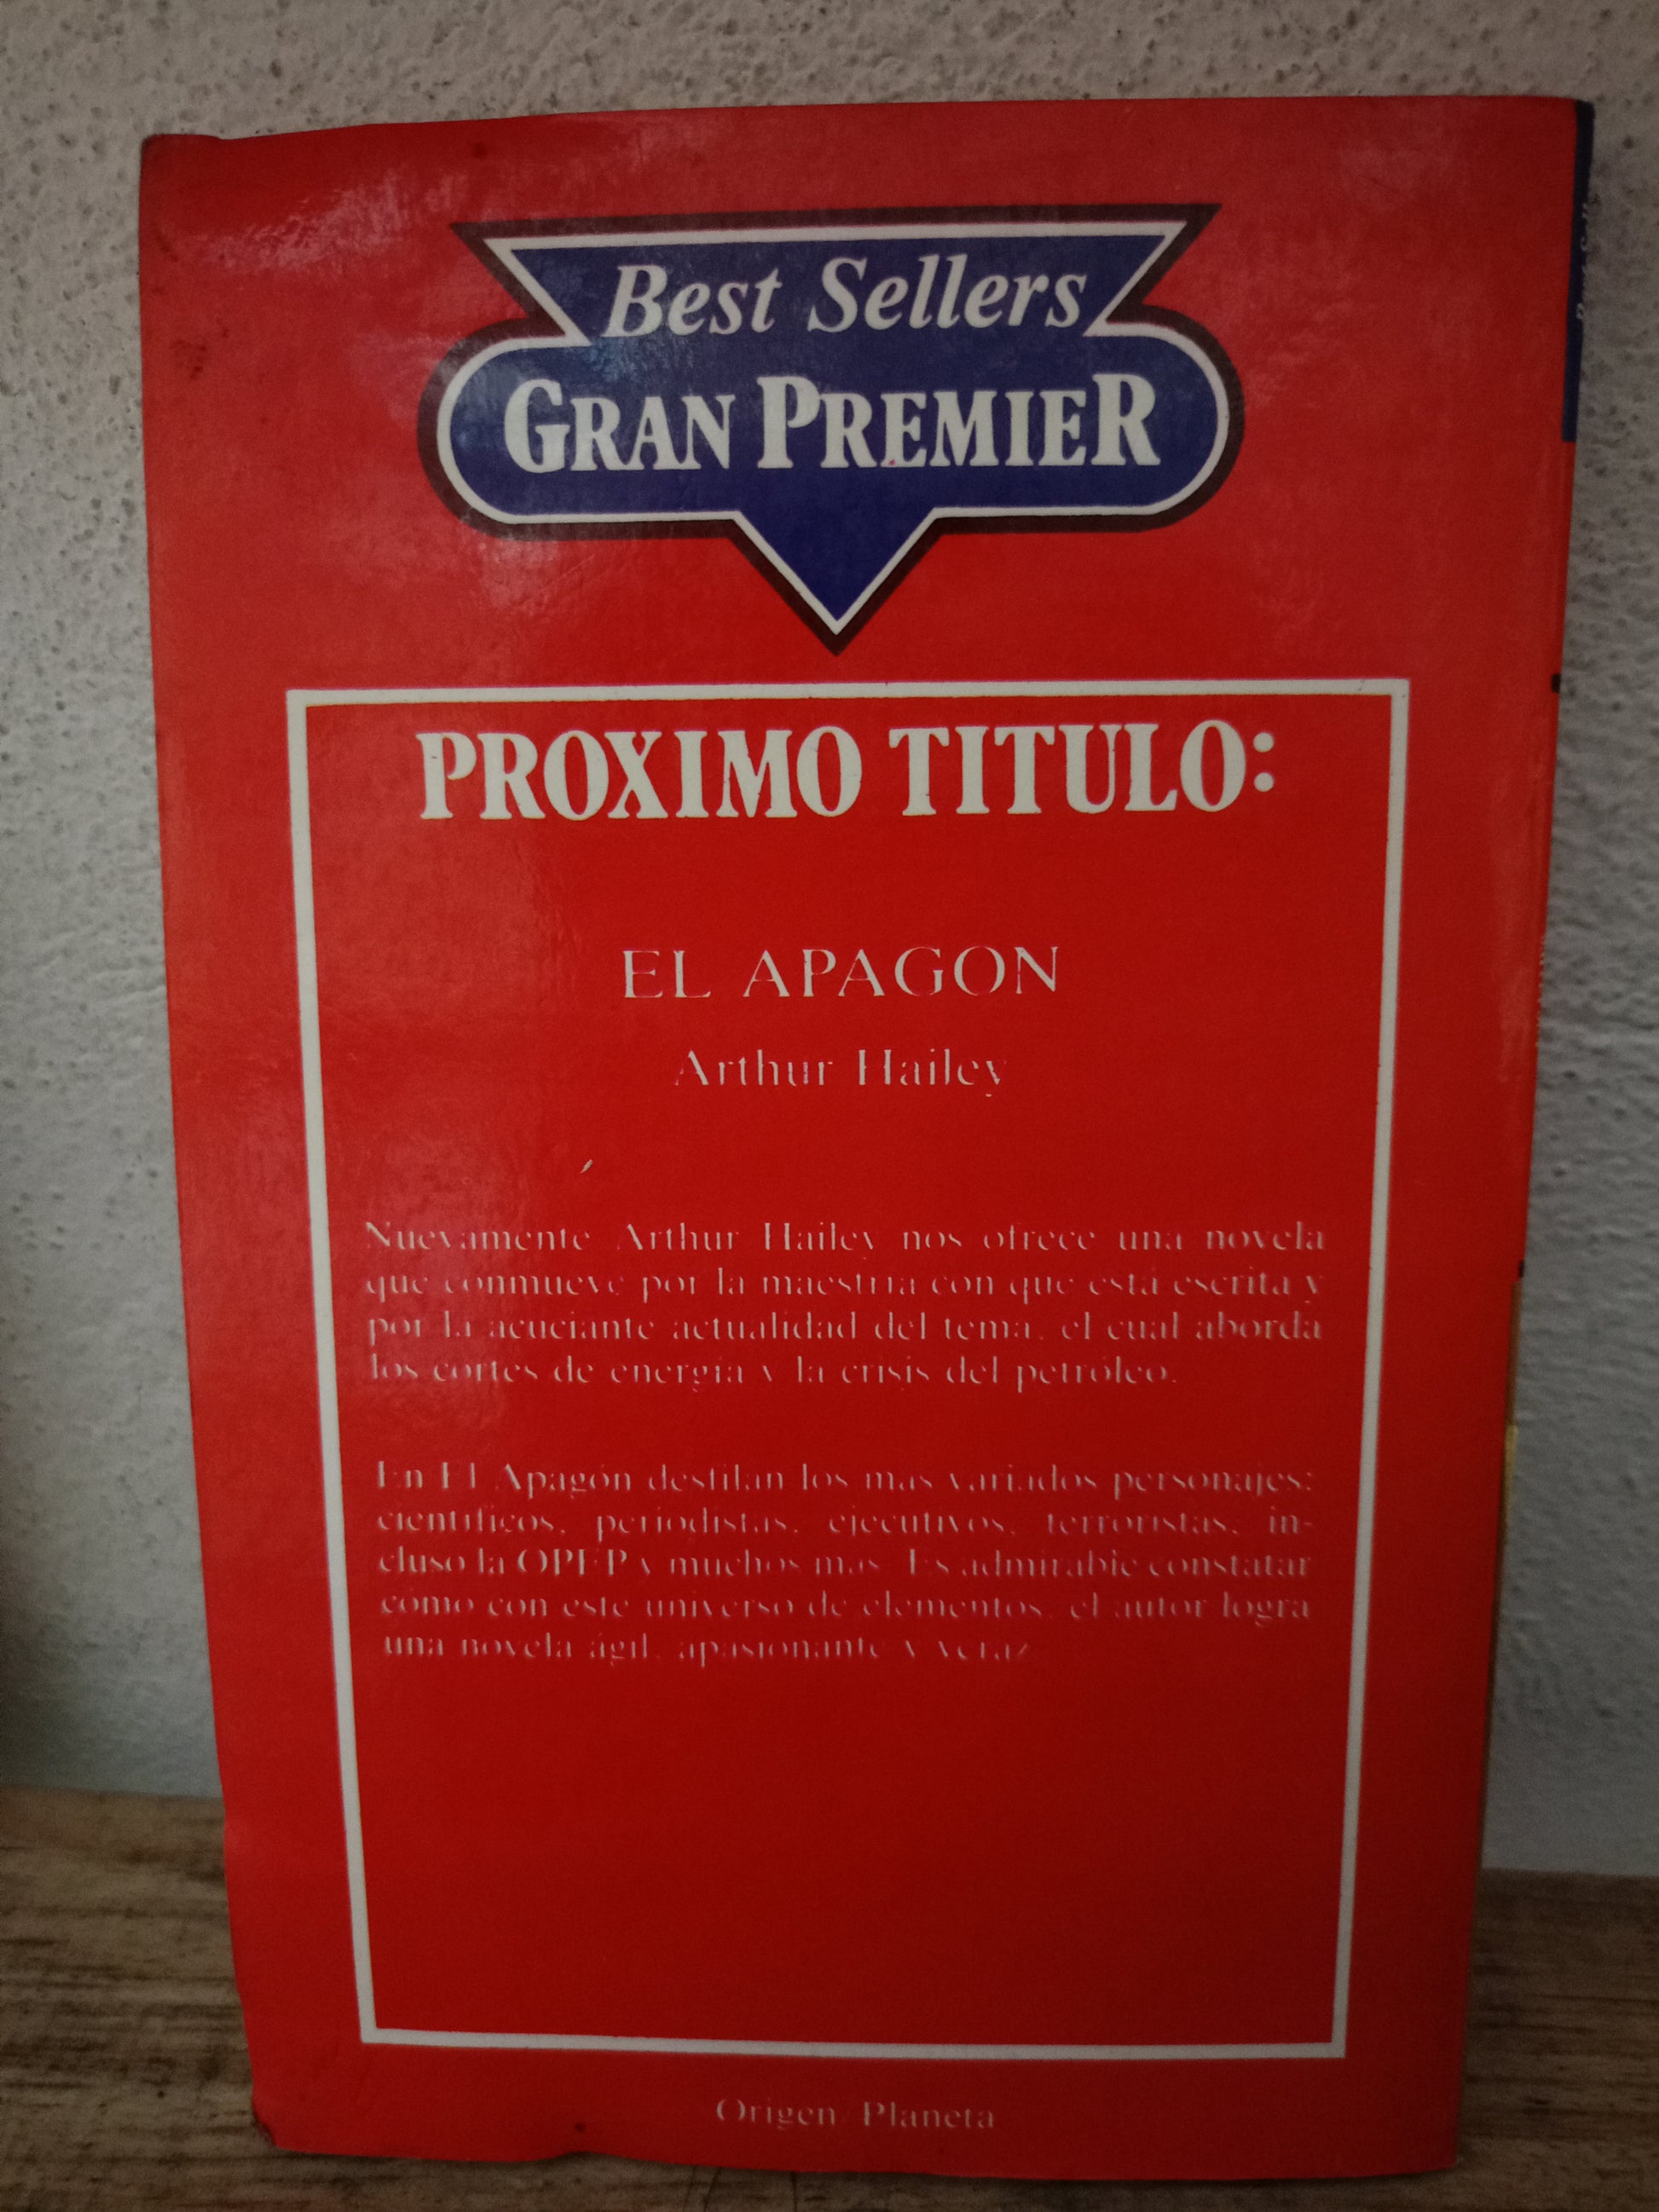 Best Sellers
GRAN PREMIER
PROXIMO TITULO:
EL APAGON
Arthur Hailey
Nuevamente Arthur Hailey nos ofrece una novela
que conmueve por la maestría con que está escrita y
por la acuciante actualidad del tema, el cual aborda
los cortes de energía y la crisis del petróleo.
En El Apagón desfilan los más variados personajes:
científicos, periodistas, ejecutivos, terroristas, in-
cluso la OPEP y muchos más. Es admirable constatar
cómo con este universo de elementos, el autor logra
una novela ágil, apasionante y veraz.
Origen/Planeta